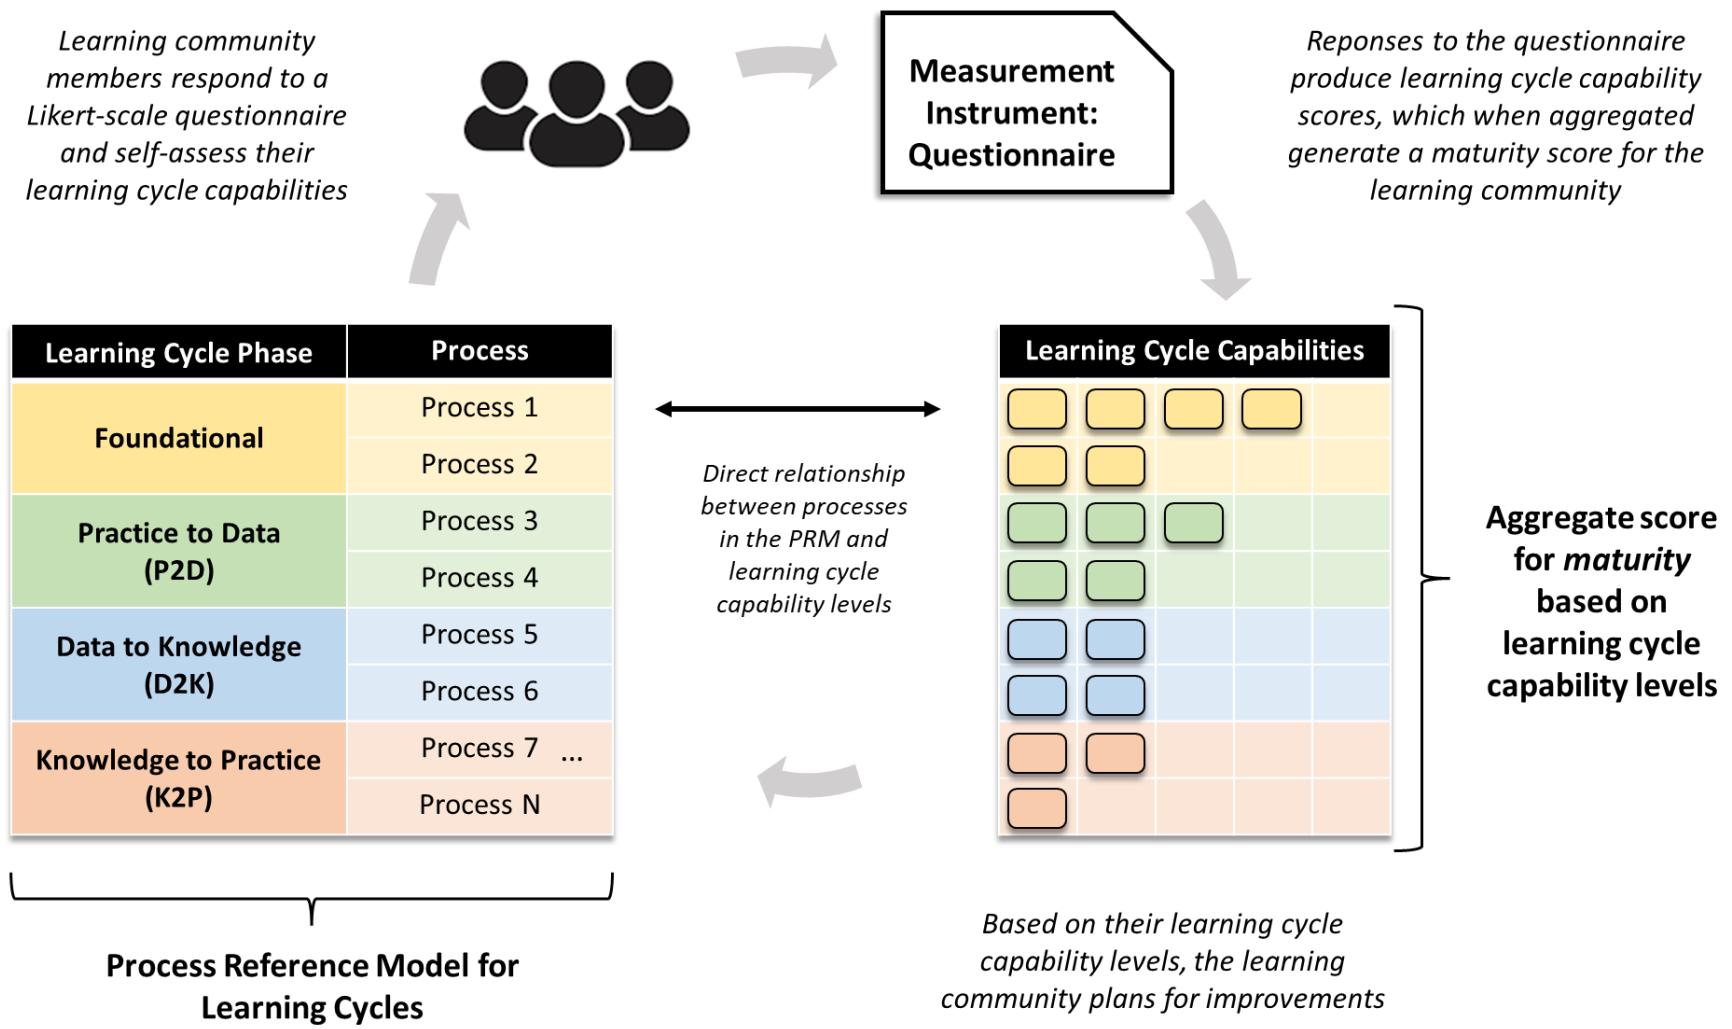 Learning community
members respond to a
Likert-scale questionnaire
and self-assess their
learning cycle capabilities
Measurement
Instrument:
Questionnaire
Reponses to the questionnaire
produce learning cycle capability
scores, which when aggregated
generate a maturity score for the
learning community
Learning Cycle Phase
Process
Foundational
Process 1
Process 2
Practice to Data
(P2D)
Process 3
Process 4
Data to Knowledge
(D2K)
Process 5
Process 6
Knowledge to Practice
(K2P)
Process 7 ...
Process N
Process Reference Model for
Learning Cycles
Direct relationship
between processes
in the PRM and
learning cycle
capability levels
Learning Cycle Capabilities
Aggregate score
for maturity
based on
learning cycle
capability levels
Based on their learning cycle
capability levels, the learning
community plans for improvements